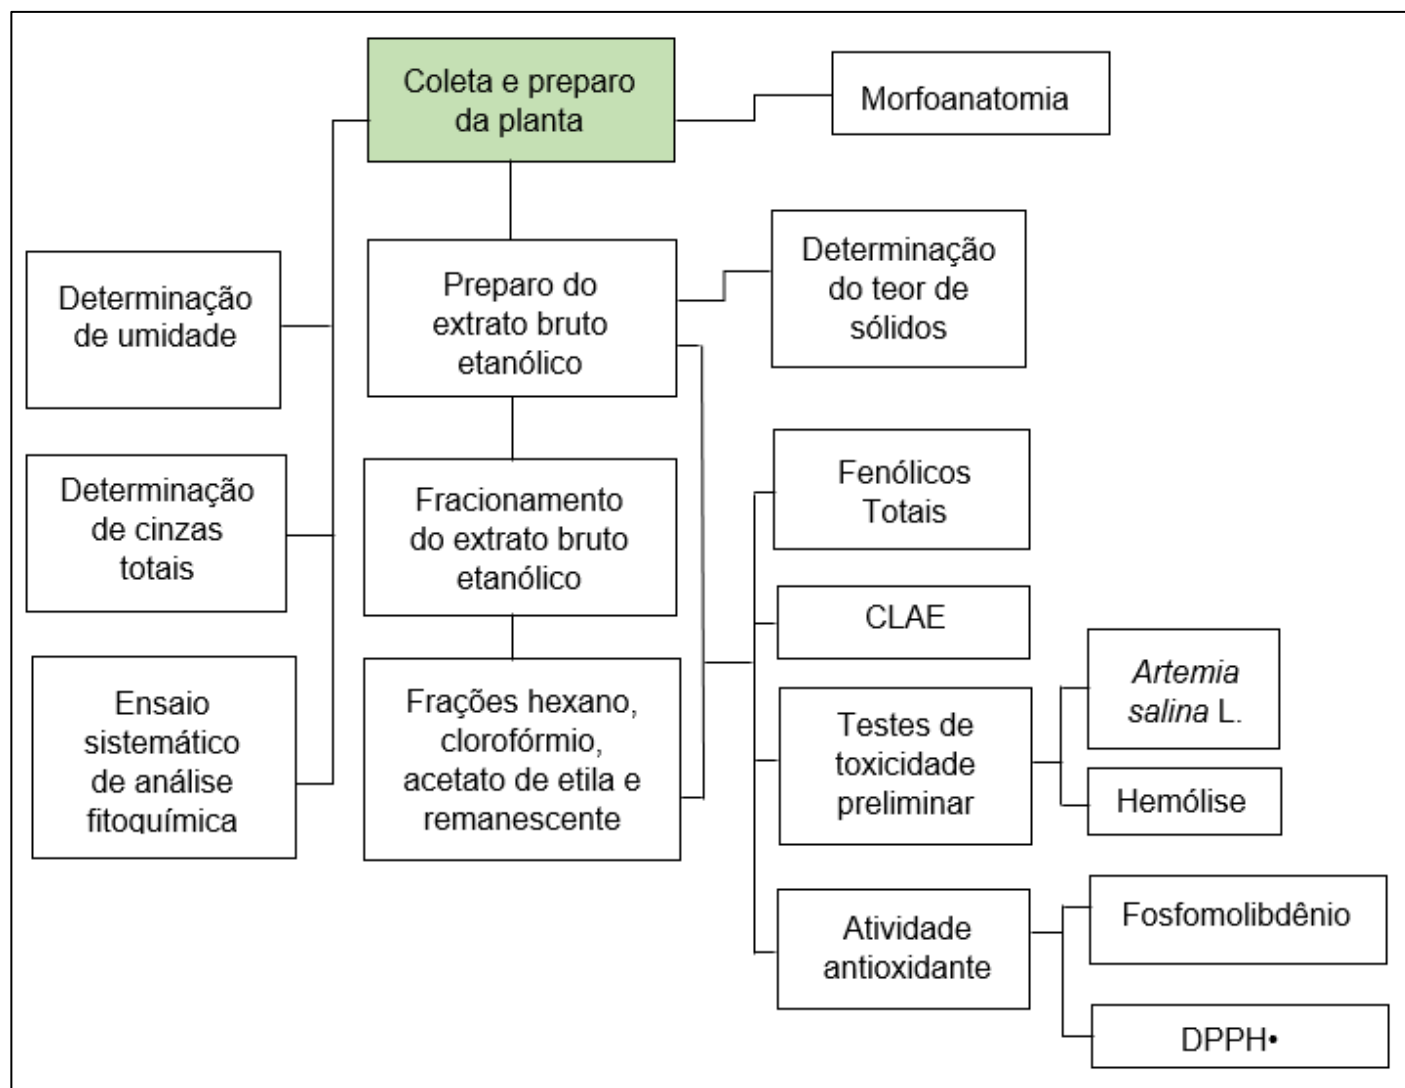 Coleta e preparo
da planta
Morfoanatomia
Determinação
de umidade
Preparo do
extrato bruto
etanólico
Determinação
do teor de
sólidos
Determinação
de cinzas
totais
Fracionamento
do extrato bruto
etanólico
Fenólicos
Totais
CLAE
Ensaio
sistemático
de análise
fitoquímica
Frações hexano,
clorofórmio,
acetato de etila e
remanescente
Testes de
toxicidade
preliminar
Artemia
salina L.
Hemólise
Atividade
antioxidante
Fosfomolibdênio
DPPH•